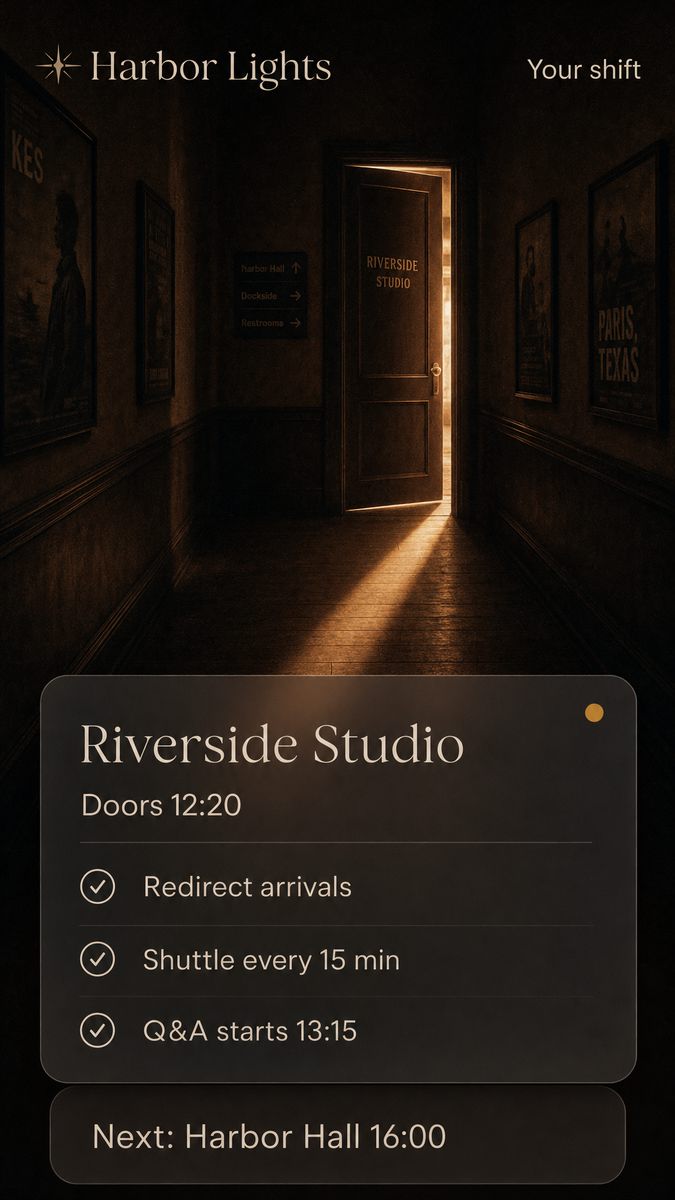 Harbor Lights
Your shift
KES
RIVERSIDE
STUDIO
Harbor Hall ↑
Dockside →
Restrooms →
PARIS,
TEXAS
Riverside Studio
Doors 12:20
Redirect arrivals
Shuttle every 15 min
Q&A starts 13:15
Next: Harbor Hall 16:00